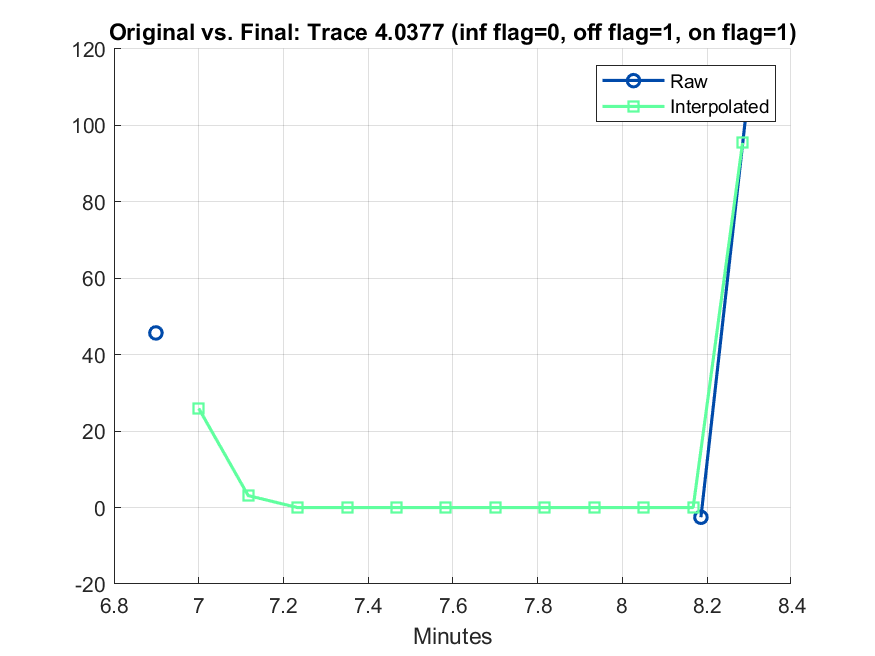 Original vs. Final: Trace 4.0377 (inf flag=0, off flag=1, on flag=1)
120
100
80
60
40
20
0
-20
Raw
Interpolated
6.8 7 7.2 7.4 7.6 7.8 8 8.2 8.4
Minutes